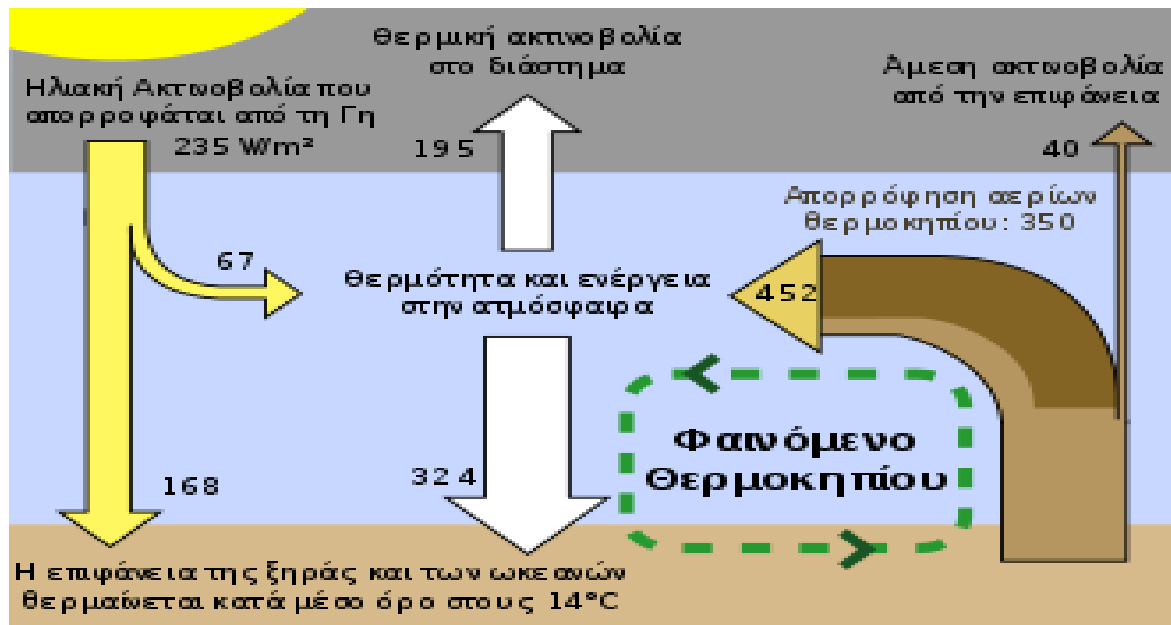 Ηλιακή Ακτινοβολία που
απορροφάται από τη Γη
235 W/m²
θερμική ακτινοβολία
στο διάστημα
195
Άμεση ακτινοβολία
από την επιφάνεια
40
Απορρόφηση αερίων
θερμοκηπίου: 350
67
θερμότητα και ενέργεια
στην ατμόσφαιρα
452
Φαινόμενο
Θερμοκηπίου
168
324
Η επιφάνεια της ξηράς και των ωκεανών
θερμαίνεται κατά μέσο όρο στους 14°C